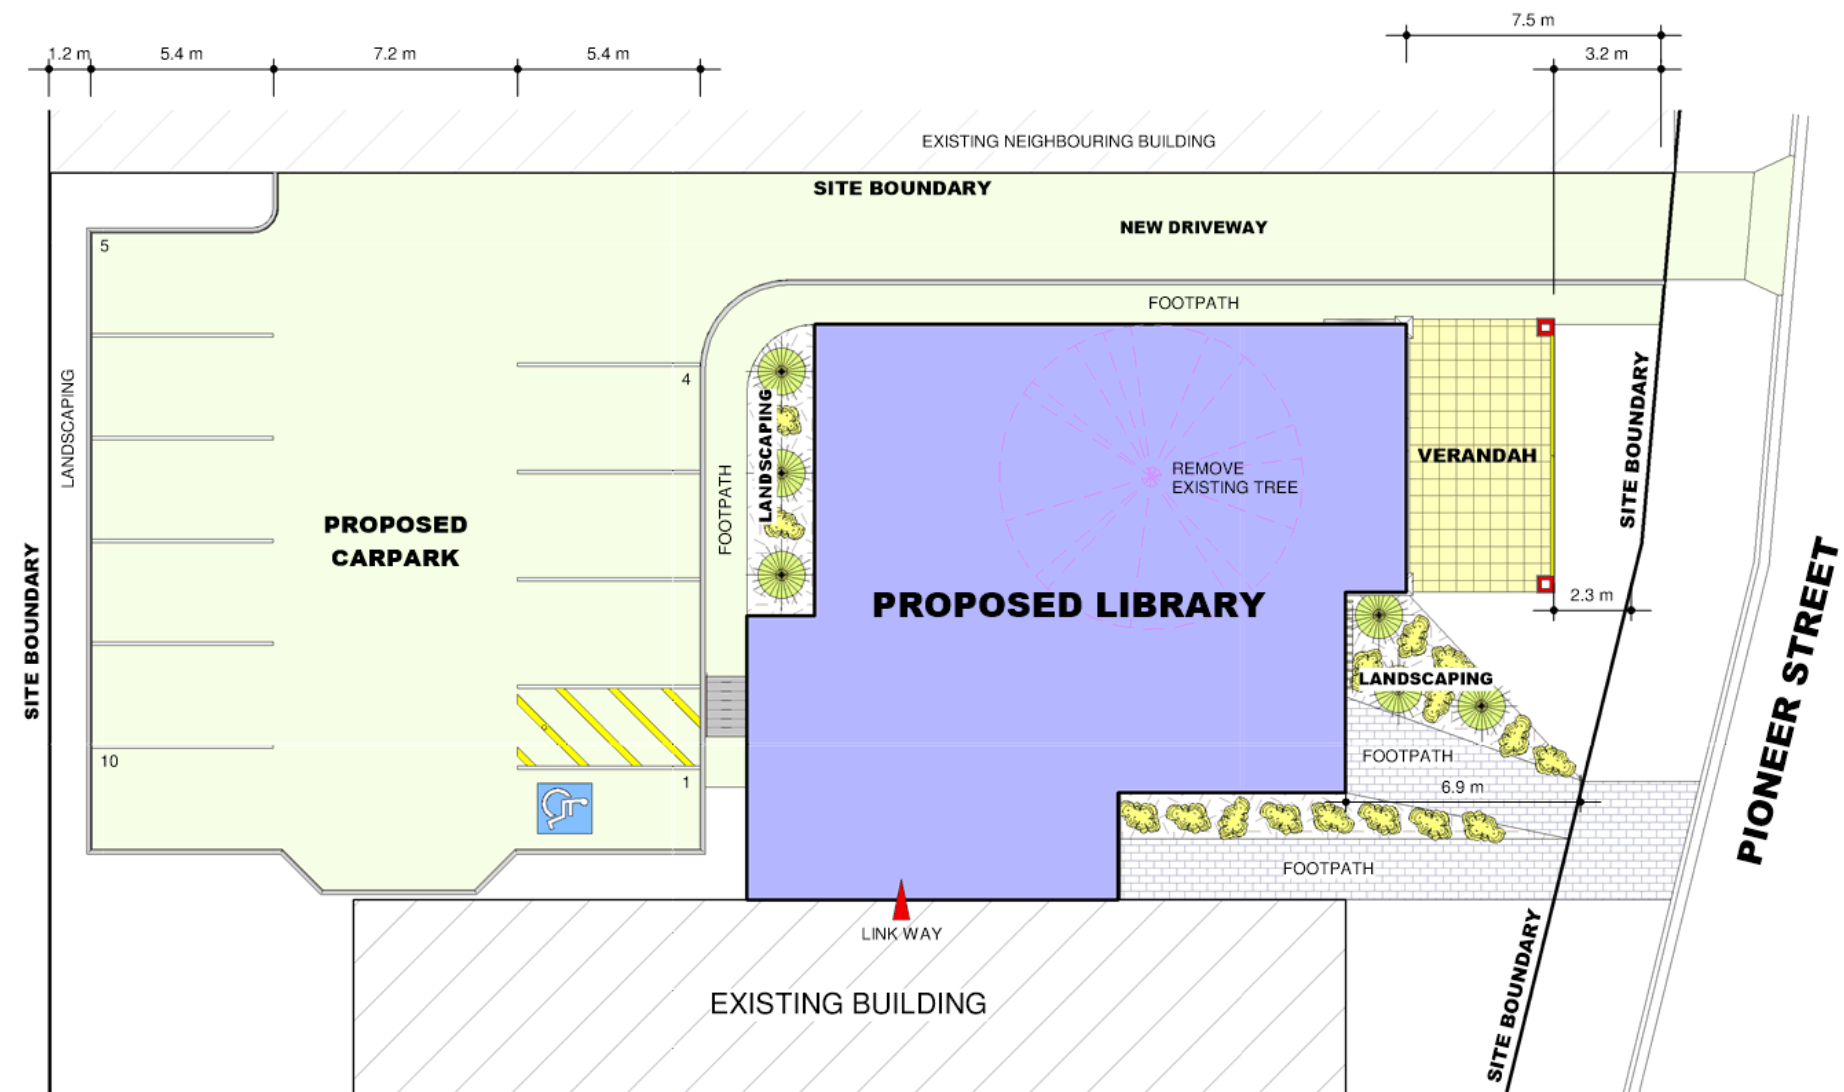 7.5 m
1.2 m
5.4 m
7.2 m
5.4 m
3.2 m
EXISTING NEIGHBOURING BUILDING
SITE BOUNDARY
NEW DRIVEWAY
5
FOOTPATH
4
LANDSCAPING
LANDSCAPING
FOOTPATH
SITE BOUNDARY
VERANDAH
REMOVE
EXISTING TREE
PROPOSED
CARPARK
PROPOSED LIBRARY
2.3 m
SITE BOUNDARY
LANDSCAPING
PIONEER STREET
FOOTPATH
10
1
6.9 m
FOOTPATH
LINK WAY
EXISTING BUILDING
SITE BOUNDARY